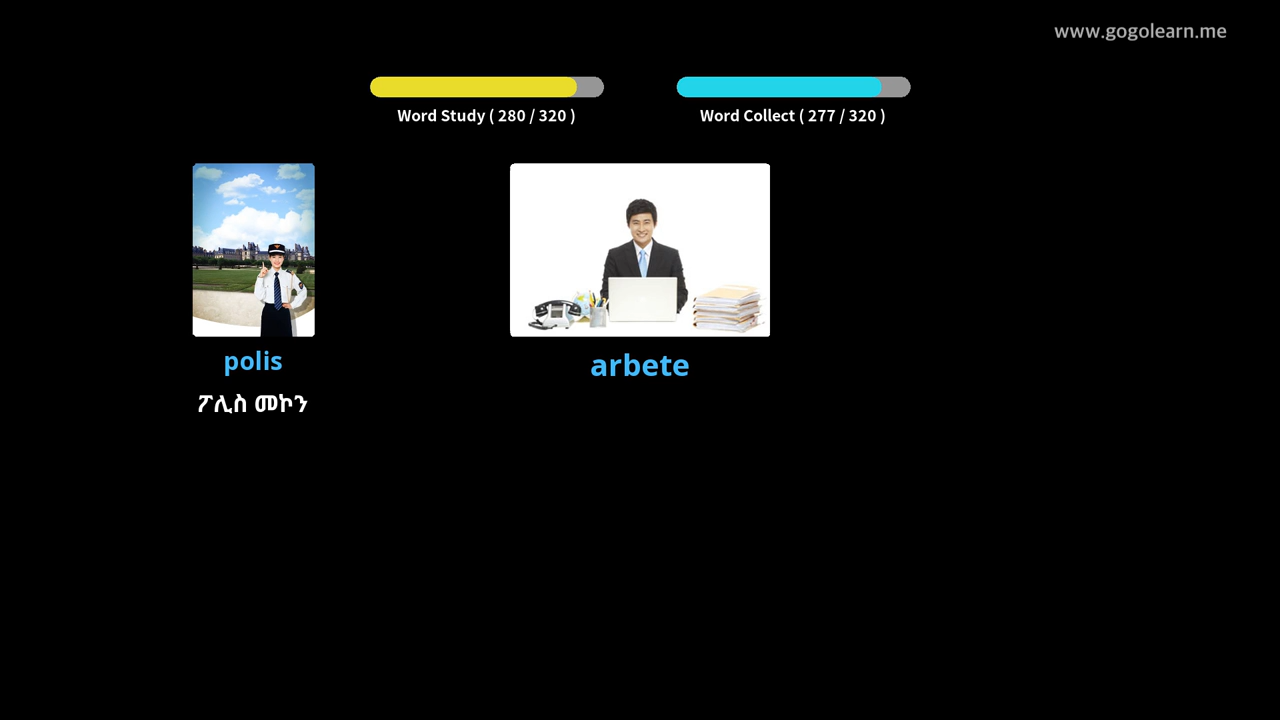 www.gogolearn.me
Word Study ( 280 / 320 )
Word Collect ( 277 / 320 )
polis
ፖሊስ መኮን
arbete